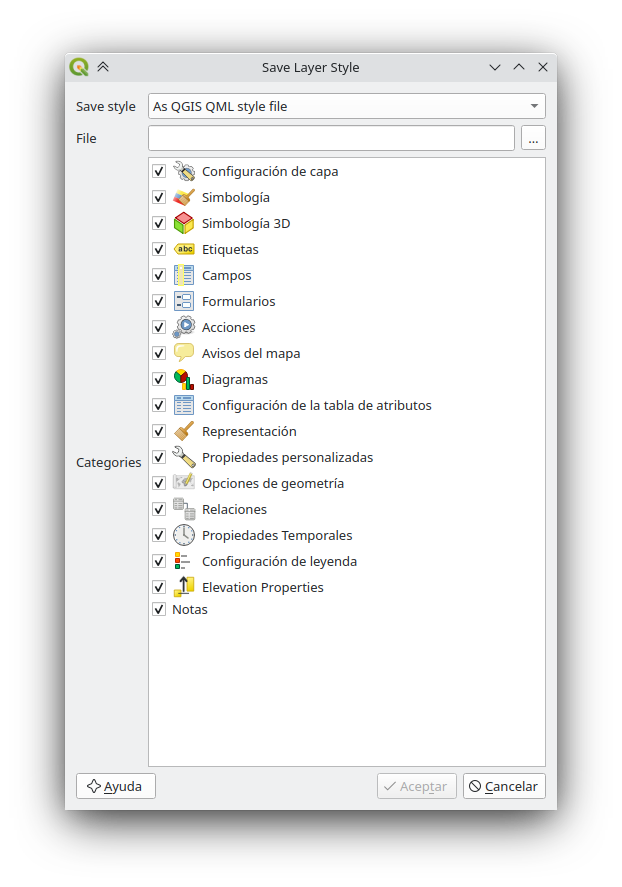 Save Layer Style
Save style As QGIS QML style file
File ...
Configuración de capa
Simbología
Simbología 3D
abc Etiquetas
Campos
Formularios
Acciones
Avisos del mapa
Diagramas
Configuración de la tabla de atributos
Representación
Categories
Propiedades personalizadas
Opciones de geometría
Relaciones
Propiedades Temporales
Configuración de leyenda
Elevation Properties
Notas
Ayuda Aceptar Cancelar